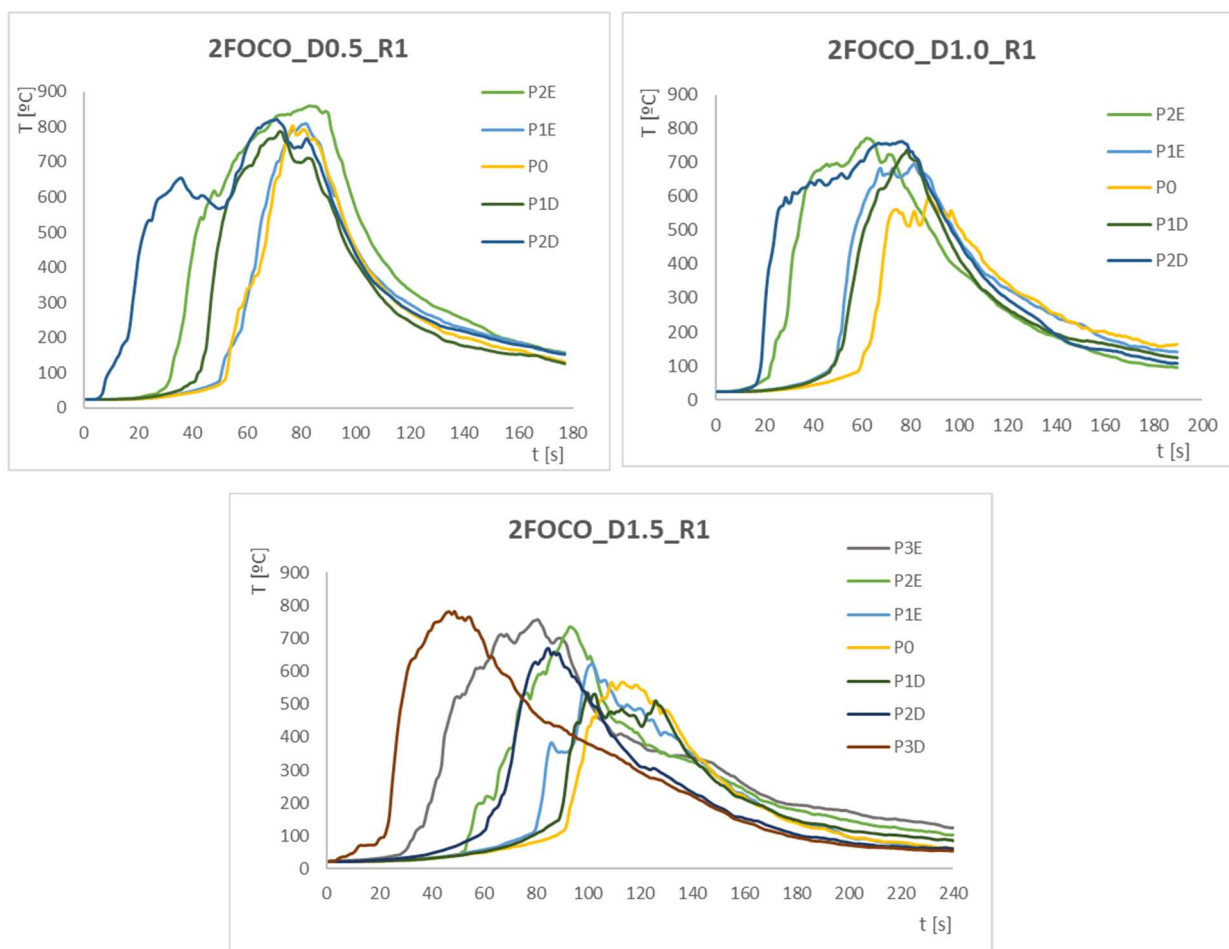 2FOCO_D0.5_R1
T [ºC]
900
800
700
600
500
400
300
200
100
0
0 20 40 60 80 100 120 140 160 180
t [s]
P2E
P1E
P0
P1D
P2D
2FOCO_D1.0_R1
T [ºC]
900
800
700
600
500
400
300
200
100
0
0 20 40 60 80 100 120 140 160 180 200
t [s]
P2E
P1E
P0
P1D
P2D
2FOCO_D1.5_R1
T [ºC]
900
800
700
600
500
400
300
200
100
0
0 20 40 60 80 100 120 140 160 180 200 220 240
t [s]
P3E
P2E
P1E
P0
P1D
P2D
P3D